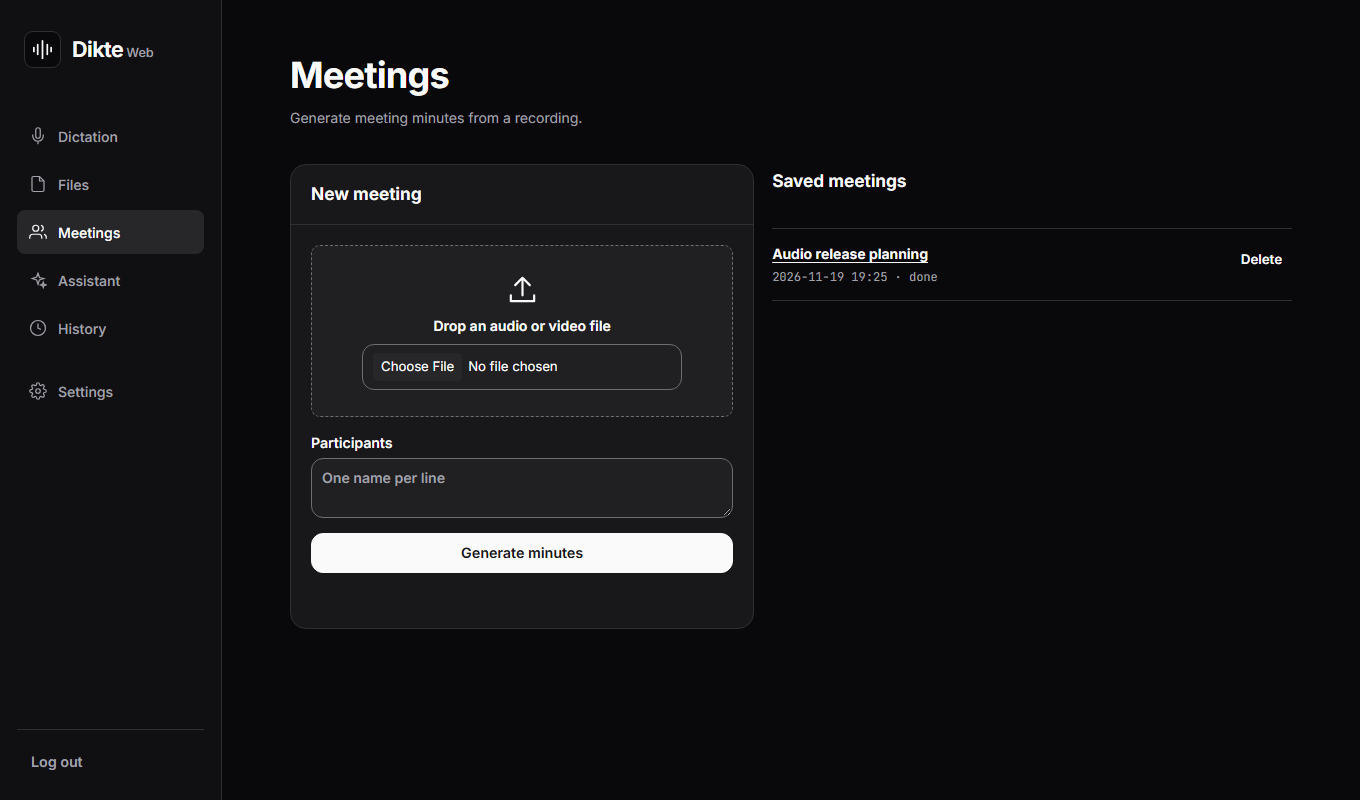 Dikte Web
Dictation
Files
Meetings
Assistant
History
Settings
Log out
Meetings
Generate meeting minutes from a recording.
New meeting
Drop an audio or video file
Choose File No file chosen
Participants
One name per line
Generate minutes
Saved meetings
Audio release planning
2026-11-19 19:25 · done
Delete